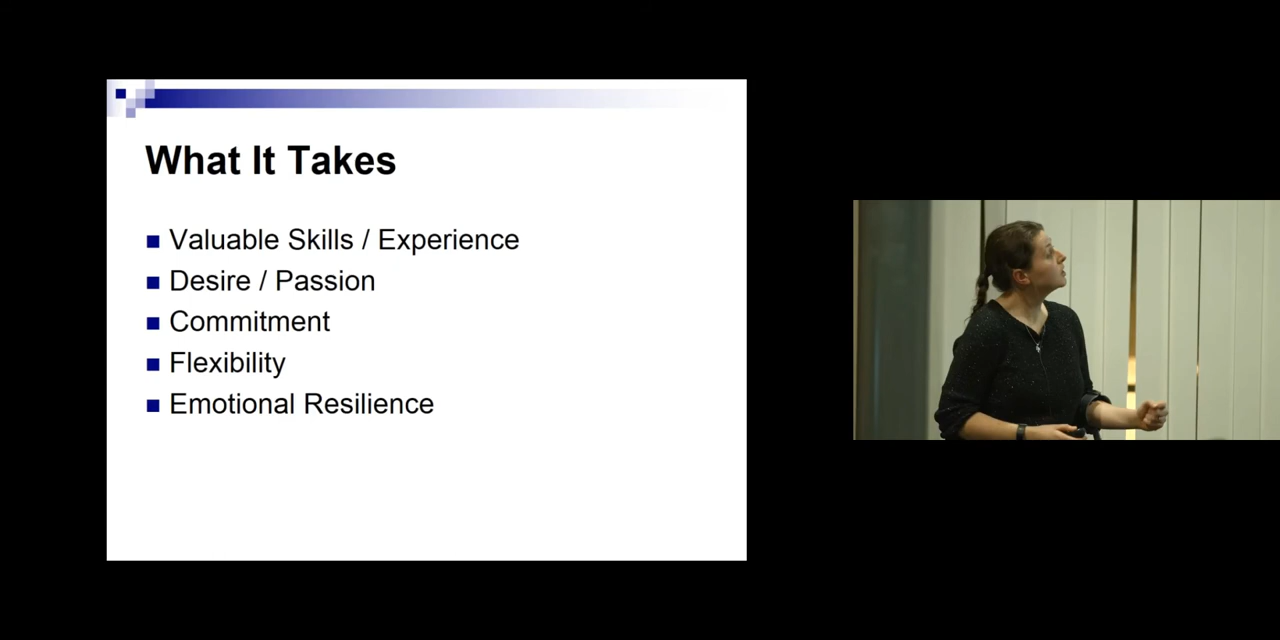 What It Takes
Valuable Skills / Experience
Desire / Passion
Commitment
Flexibility
Emotional Resilience